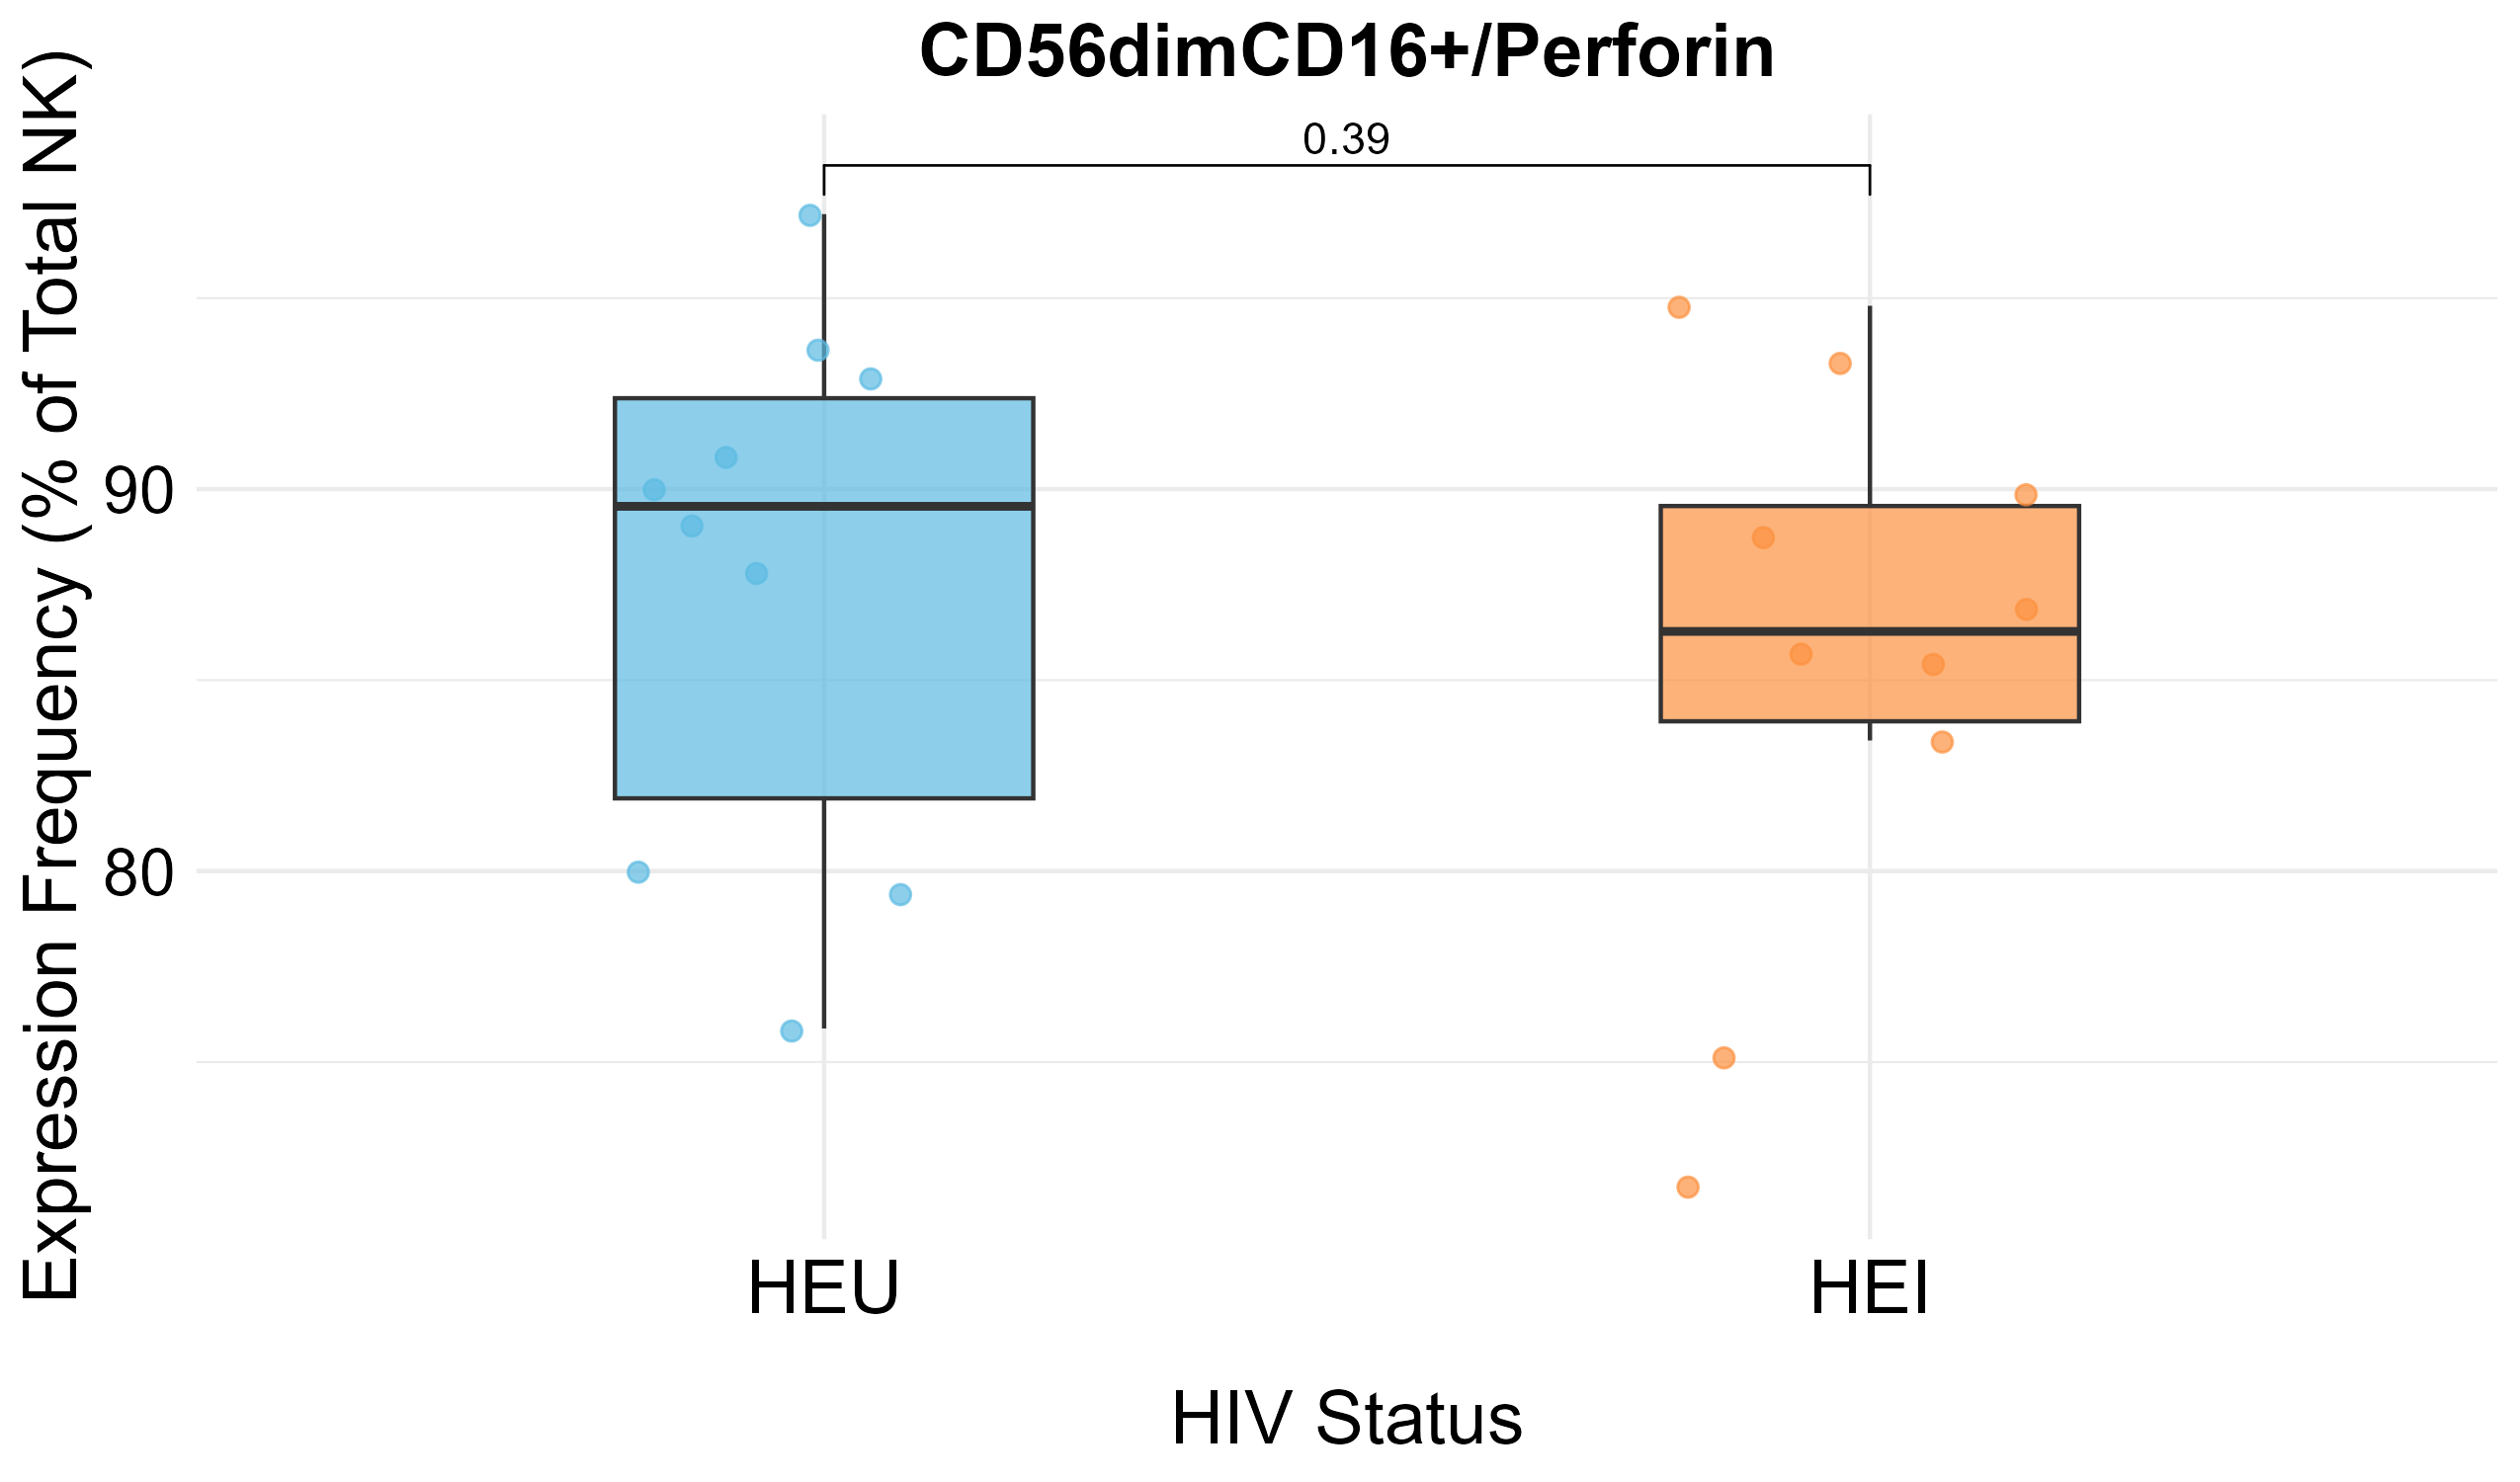 CD56dimCD16+/Perforin
0.39
Expression Frequency (% of Total NK)
90
80
HEU
HEI
HIV Status